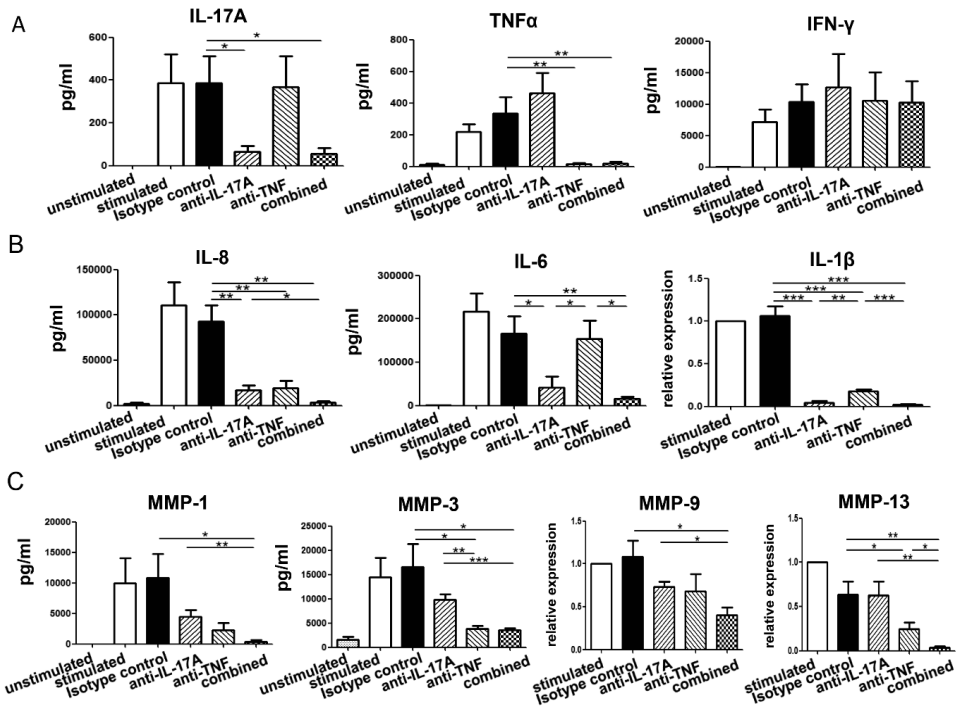 A
IL-17A
pg/ml
600
400
200
0
*
*
unstimulated
stimulated
Isotype control
anti-IL-17A
anti-TNF
combined
TNFα
pg/ml
800
600
400
200
0
**
**
unstimulated
stimulated
Isotype control
anti-IL-17A
anti-TNF
combined
IFN-γ
pg/ml
20000
15000
10000
5000
0
unstimulated
stimulated
Isotype control
anti-IL-17A
anti-TNF
combined
B
IL-8
pg/ml
150000
100000
50000
0
**
**
** *
unstimulated
stimulated
Isotype control
anti-IL-17A
anti-TNF
combined
IL-6
pg/ml
300000
200000
100000
0
**
* * *
unstimulated
stimulated
Isotype control
anti-IL-17A
anti-TNF
combined
IL-1β
relative expression
1.5
1.0
0.5
0.0
***
***
*** ** ***
stimulated
Isotype control
anti-IL-17A
anti-TNF
combined
C
MMP-1
pg/ml
20000
15000
10000
5000
0
*
**
unstimulated
stimulated
Isotype control
anti-IL-17A
anti-TNF
combined
MMP-3
pg/ml
25000
20000
15000
10000
5000
0
*
*
**
***
unstimulated
stimulated
Isotype control
anti-IL-17A
anti-TNF
combined
MMP-9
relative expression
1.5
1.0
0.5
0.0
*
*
stimulated
Isotype control
anti-IL-17A
anti-TNF
combined
MMP-13
relative expression
1.5
1.0
0.5
0.0
**
* *
**
stimulated
Isotype control
anti-IL-17A
anti-TNF
combined